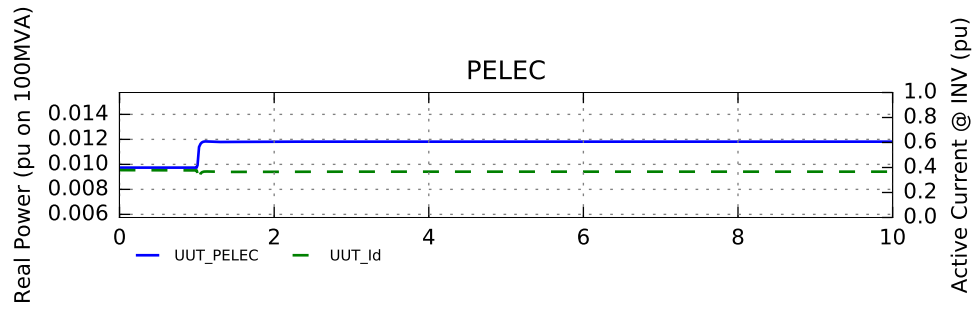 PELEC
Real Power (pu on 100MVA)
0.014
0.012
0.010
0.008
0.006
1.0
0.8
0.6
0.4
0.2
0.0
Active Current @ INV (pu)
0 2 4 6 8 10
UUT_PELEC UUT_Id